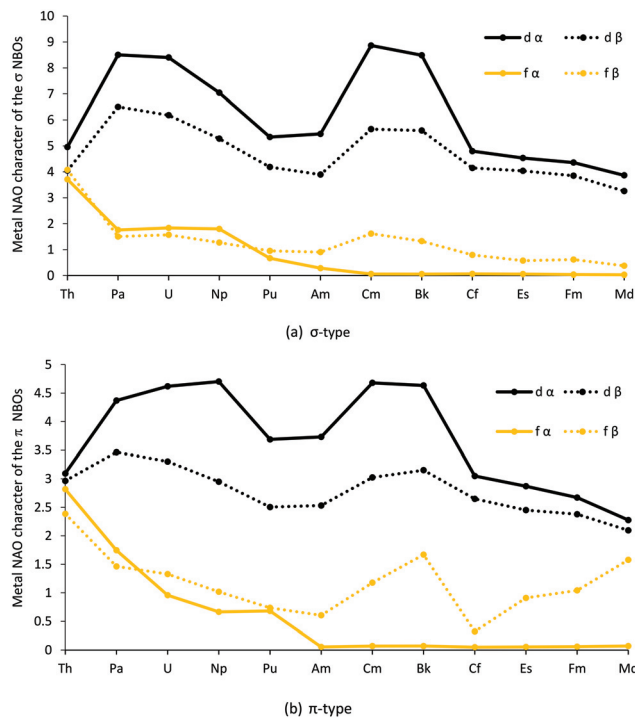 Metal NAO character of the σ NBOs
10
9
8
7
6
5
4
3
2
1
0
d α d β
f α f β
Th Pa U Np Pu Am Cm Bk Cf Es Fm Md
(a) σ-type
Metal NAO character of the π NBOs
5
4.5
4
3.5
3
2.5
2
1.5
1
0.5
0
d α d β
f α f β
Th Pa U Np Pu Am Cm Bk Cf Es Fm Md
(b) π-type